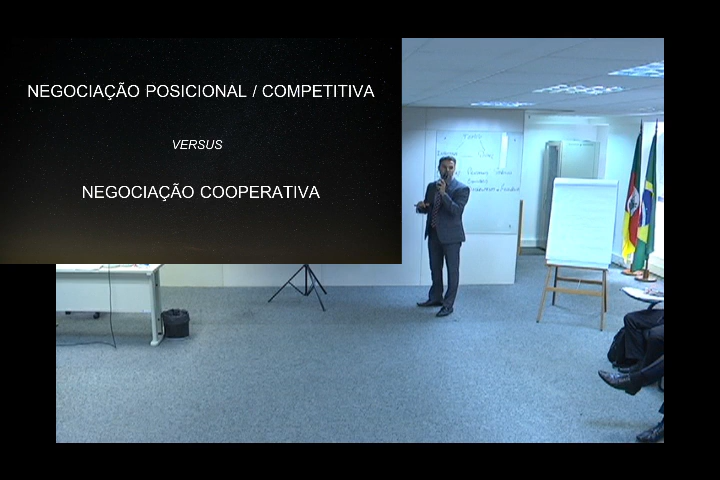 NEGOCIAÇÃO POSICIONAL / COMPETITIVA
VERSUS
NEGOCIAÇÃO COOPERATIVA